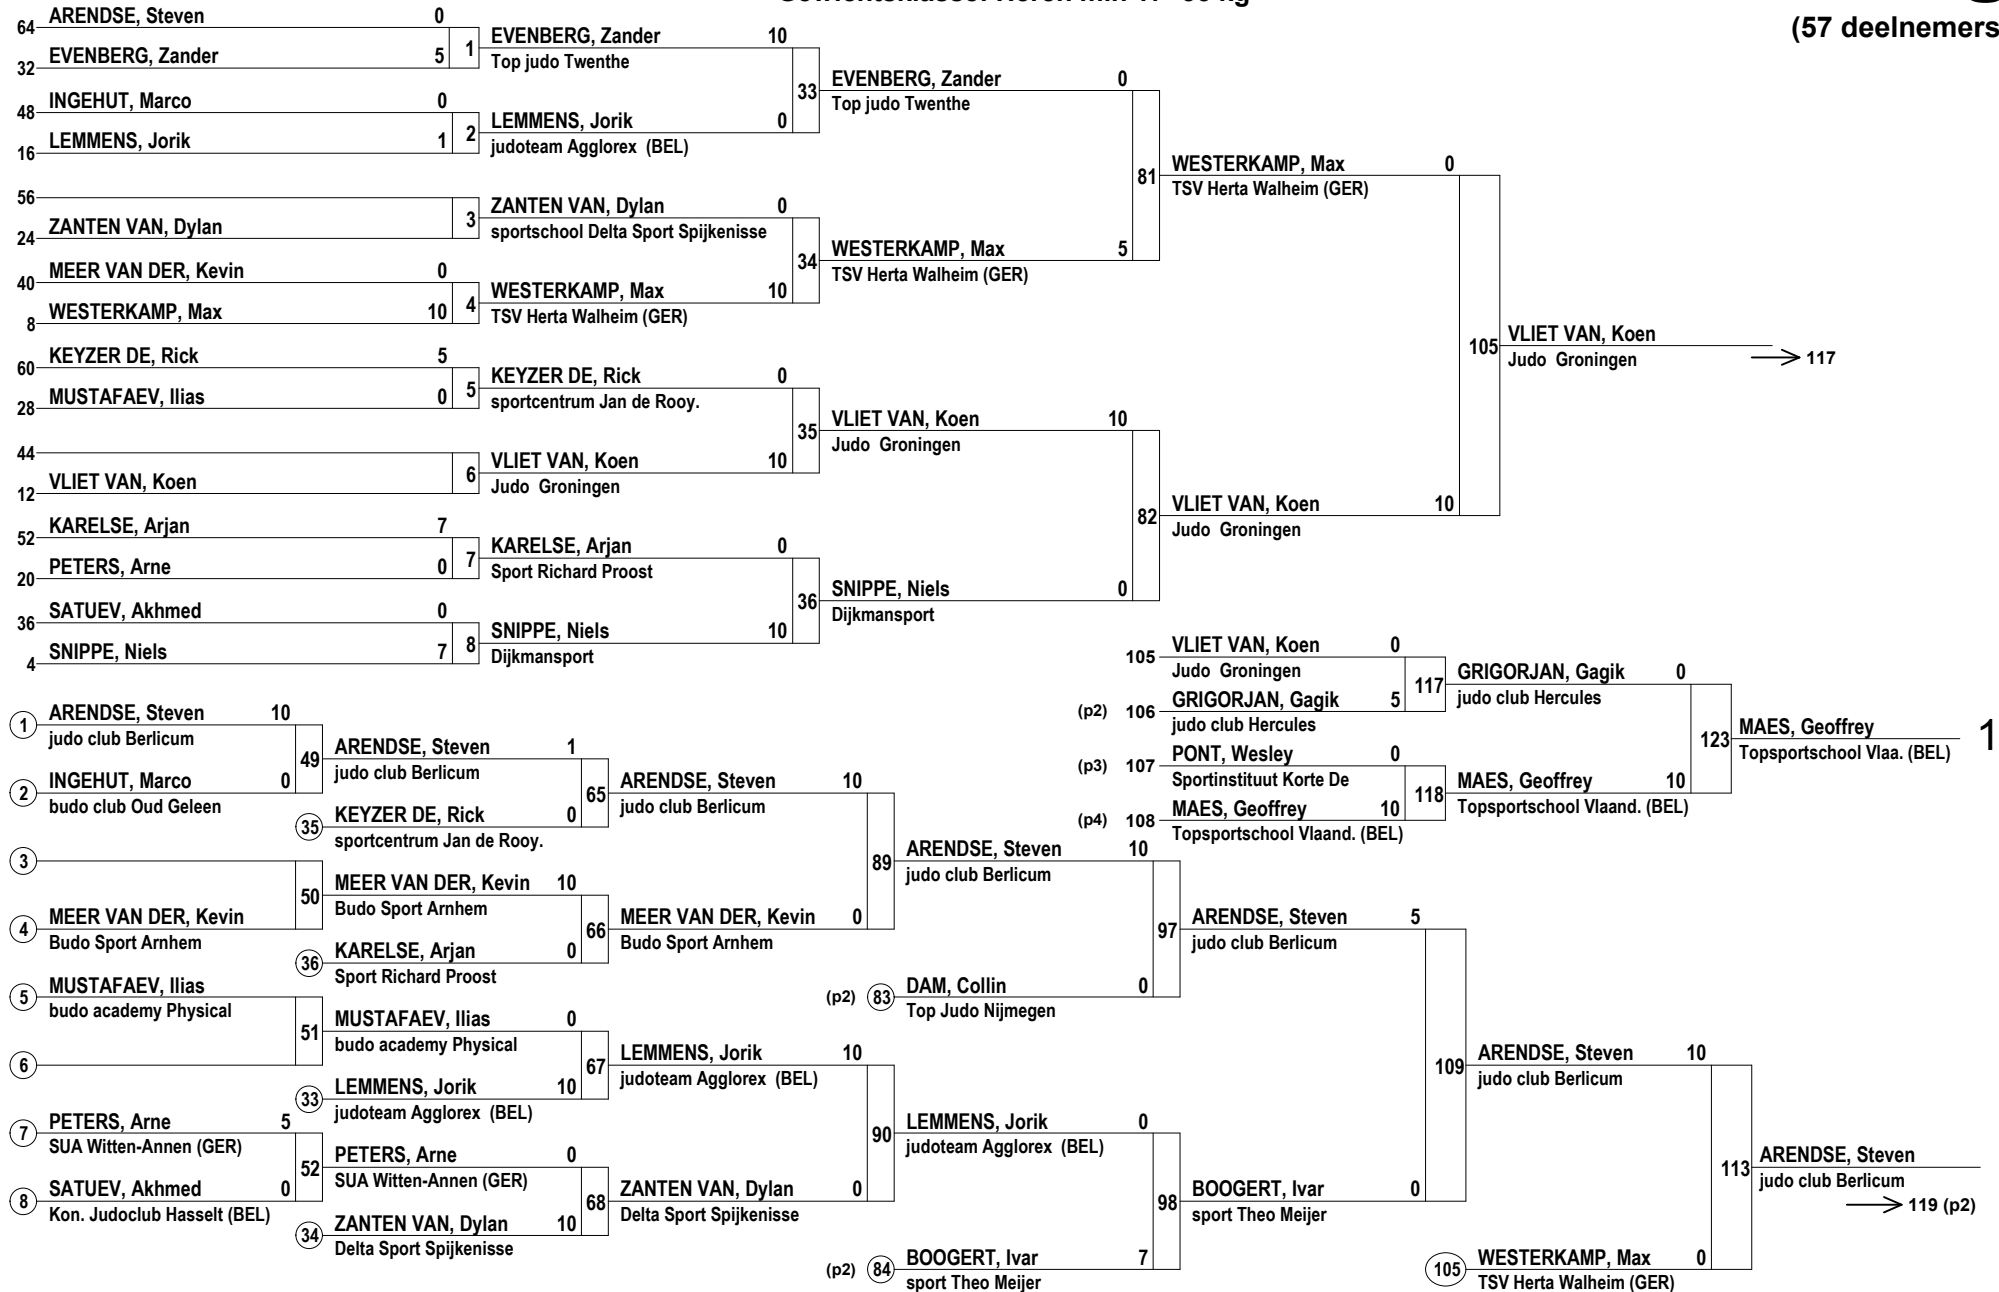 (57 deelnemers
64 ARENDSE, Steven 0
32 EVENBERG, Zander 5
1
EVENBERG, Zander 10
Top judo Twenthe
48 INGEHUT, Marco 0
16 LEMMENS, Jorik 1
2
LEMMENS, Jorik 0
judoteam Agglorex (BEL)
33
EVENBERG, Zander 0
Top judo Twenthe
56
24 ZANTEN VAN, Dylan
3
ZANTEN VAN, Dylan 0
sportschool Delta Sport Spijkenisse
40 MEER VAN DER, Kevin 0
8 WESTERKAMP, Max 10
4
WESTERKAMP, Max 10
TSV Herta Walheim (GER)
34
WESTERKAMP, Max 5
TSV Herta Walheim (GER)
81
WESTERKAMP, Max 0
TSV Herta Walheim (GER)
60 KEYZER DE, Rick 5
28 MUSTAFAEV, Ilias 0
5
KEYZER DE, Rick 0
sportcentrum Jan de Rooy.
44
12 VLIET VAN, Koen
6
VLIET VAN, Koen 10
Judo Groningen
35
VLIET VAN, Koen 10
Judo Groningen
52 KARELSE, Arjan 7
20 PETERS, Arne 0
7
KARELSE, Arjan 0
Sport Richard Proost
36 SATUEV, Akhmed 0
4 SNIPPE, Niels 7
8
SNIPPE, Niels 10
Dijkmansport
36
SNIPPE, Niels 0
Dijkmansport
82
VLIET VAN, Koen 10
Judo Groningen
105
VLIET VAN, Koen
Judo Groningen
117
105 VLIET VAN, Koen 0
Judo Groningen
(p2) 106 GRIGORJAN, Gagik 5
judo club Hercules
117
GRIGORJAN, Gagik 0
judo club Hercules
(p3) 107 PONT, Wesley 0
Sportinstituut Korte De
(p4) 108 MAES, Geoffrey 10
Topsportschool Vlaand. (BEL)
118
MAES, Geoffrey 10
Topsportschool Vlaand. (BEL)
123
MAES, Geoffrey
Topsportschool Vlaa. (BEL)
1
1 ARENDSE, Steven 10
judo club Berlicum
2 INGEHUT, Marco 0
budo club Oud Geleen
49
ARENDSE, Steven 1
judo club Berlicum
35 KEYZER DE, Rick 0
sportcentrum Jan de Rooy.
65
ARENDSE, Steven 10
judo club Berlicum
3
4 MEER VAN DER, Kevin
Budo Sport Arnhem
50
MEER VAN DER, Kevin 10
Budo Sport Arnhem
36 KARELSE, Arjan 0
Sport Richard Proost
66
MEER VAN DER, Kevin 0
Budo Sport Arnhem
89
ARENDSE, Steven 10
judo club Berlicum
(p2) 83 DAM, Collin 0
Top Judo Nijmegen
97
ARENDSE, Steven 5
judo club Berlicum
5 MUSTAFAEV, Ilias
budo academy Physical
6
51
MUSTAFAEV, Ilias 0
budo academy Physical
33 LEMMENS, Jorik 10
judoteam Agglorex (BEL)
67
LEMMENS, Jorik 10
judoteam Agglorex (BEL)
7 PETERS, Arne 5
SUA Witten-Annen (GER)
8 SATUEV, Akhmed 0
Kon. Judoclub Hasselt (BEL)
52
PETERS, Arne 0
SUA Witten-Annen (GER)
34 ZANTEN VAN, Dylan 10
Delta Sport Spijkenisse
68
ZANTEN VAN, Dylan 0
Delta Sport Spijkenisse
90
LEMMENS, Jorik 0
judoteam Agglorex (BEL)
(p2) 84 BOOGERT, Ivar 7
sport Theo Meijer
98
BOOGERT, Ivar 0
sport Theo Meijer
109
ARENDSE, Steven 10
judo club Berlicum
105 WESTERKAMP, Max 0
TSV Herta Walheim (GER)
113
ARENDSE, Steven
judo club Berlicum
119 (p2)